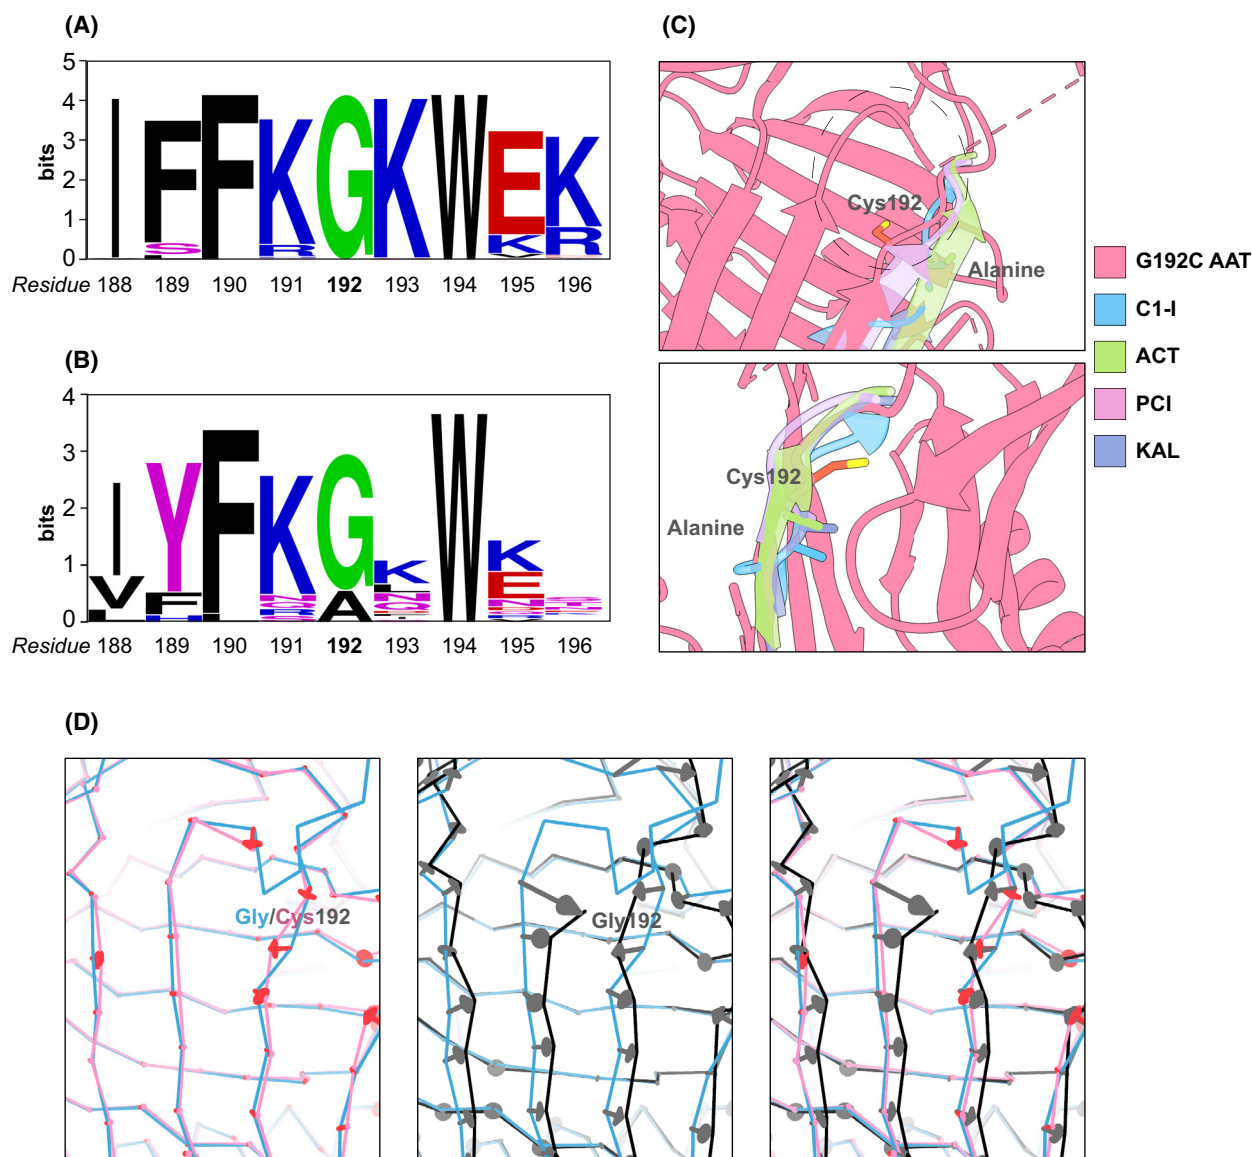 (A)
5
4
3
2
1
0
bits
I F S F K R G K W E K K R
Residue 188 189 190 191 192 193 194 195 196
(B)
4
3
2
1
0
bits
I V Y F F K G A K W K E
Residue 188 189 190 191 192 193 194 195 196
(C)
Cys192
Alanine
Cys192
Alanine
G192C AAT
C1-I
ACT
PCI
KAL
(D)
Gly/Cys192
Gly192